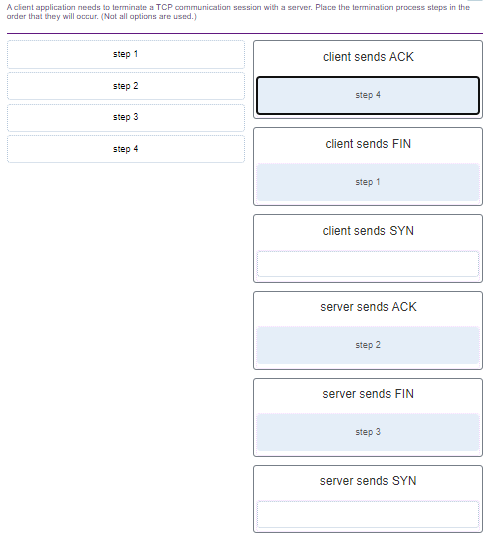 A client application needs to terminate a TCP communication session with a server. Place the termination process steps in the
order that they will occur. (Not all options are used.)
step 1
step 2
step 3
step 4
client sends ACK
step 4
client sends FIN
step 1
client sends SYN
server sends ACK
step 2
server sends FIN
step 3
server sends SYN